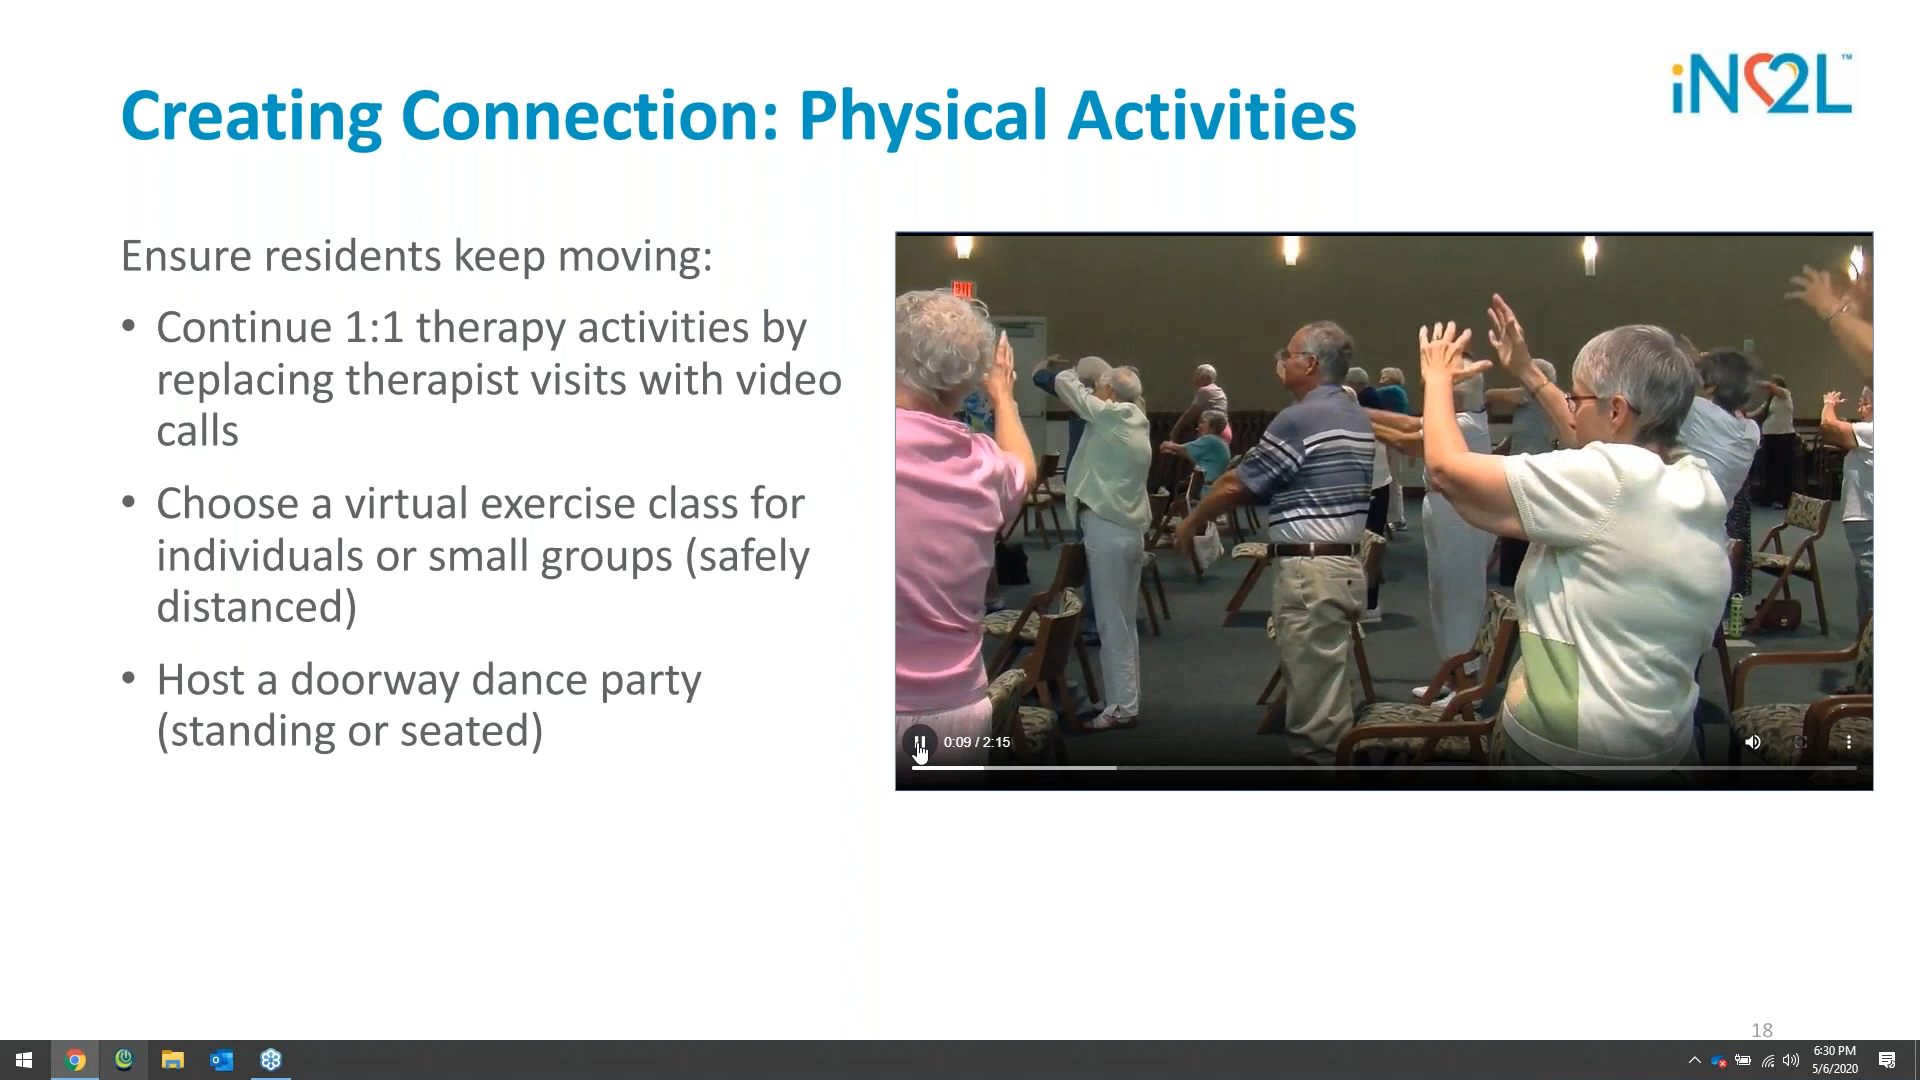 Creating Connection: Physical Activities
iN2L™
Ensure residents keep moving:
• Continue 1:1 therapy activities by
replacing therapist visits with video
calls
• Choose a virtual exercise class for
individuals or small groups (safely
distanced)
• Host a doorway dance party
(standing or seated)
EXIT
0:09 / 2:15
18
6:30 PM
5/6/2020